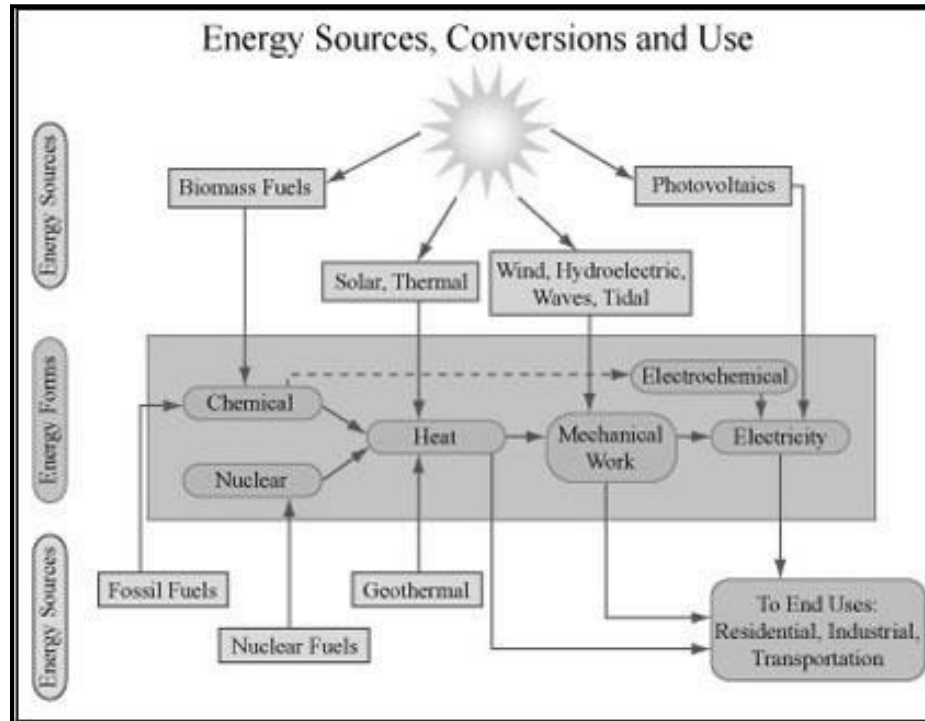 Energy Sources, Conversions and Use
Energy Sources
Biomass Fuels
Photovoltaics
Solar, Thermal
Wind, Hydroelectric,
Waves, Tidal
Energy Forms
Chemical
Electrochemical
Heat
Mechanical
Work
Electricity
Nuclear
Energy Sources
Fossil Fuels
Geothermal
Nuclear Fuels
To End Uses:
Residential, Industrial,
Transportation